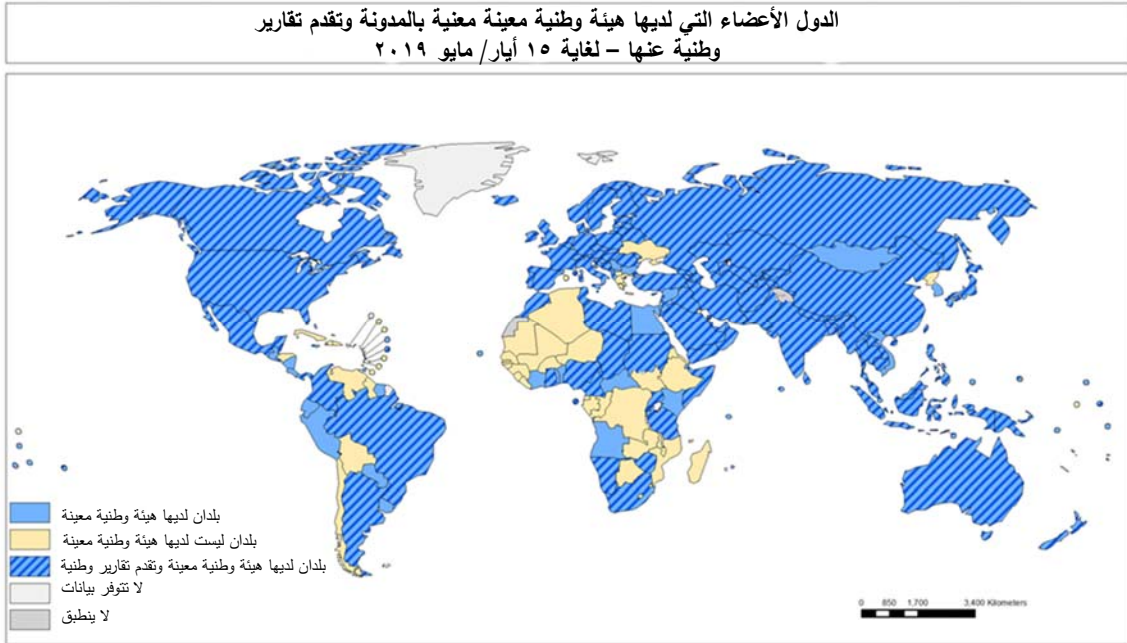 الدول الأعضاء التي لديها هيئة وطنية معينة معنية بالمدونة وتقدم تقارير
وطنية عنها – لغاية ١٥ أيار/ مايو ٢٠١٩
بلدان لديها هيئة وطنية معينة
بلدان ليست لديها هيئة وطنية معينة
بلدان لديها هيئة وطنية معينة وتقدم تقارير وطنية
لا تتوفر بيانات
لا ينطبق
0 850 1,700 3,400 Kilometers